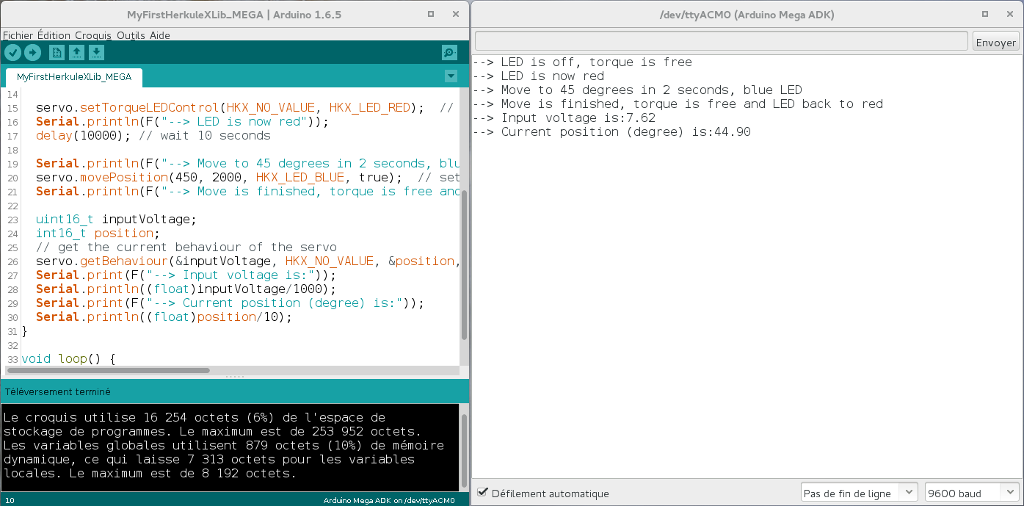 MyFirstHerkuleXLib_MEGA | Arduino 1.6.5
Fichier Édition Croquis Outils Aide
MyFirstHerkuleXLib_MEGA
14
15 servo.setTorqueLEDControl(HKX_NO_VALUE, HKX_LED_RED); //
16 Serial.println(F("--> LED is now red"));
17 delay(10000); // wait 10 seconds
18
19 Serial.println(F("--> Move to 45 degrees in 2 seconds, blu
20 servo.movePosition(450, 2000, HKX_LED_BLUE, true); // set
21 Serial.println(F("--> Move is finished, torque is free and
22
23 uint16_t inputVoltage;
24 int16_t position;
25 // get the current behaviour of the servo
26 servo.getBehaviour(&inputVoltage, HKX_NO_VALUE, &position,
27 Serial.print(F("--> Input voltage is:"));
28 Serial.println((float)inputVoltage/1000);
29 Serial.print(F("--> Current position (degree) is:"));
30 Serial.println((float)position/10);
31 }
32
33 void loop() {
Téléversement terminé
Le croquis utilise 16 254 octets (6%) de l'espace de
stockage de programmes. Le maximum est de 253 952 octets.
Les variables globales utilisent 879 octets (10%) de mémoire
dynamique, ce qui laisse 7 313 octets pour les variables
locales. Le maximum est de 8 192 octets.
10 Arduino Mega ADK on /dev/ttyACM0
/dev/ttyACM0 (Arduino Mega ADK)
Envoyer
--> LED is off, torque is free
--> LED is now red
--> Move to 45 degrees in 2 seconds, blue LED
--> Move is finished, torque is free and LED back to red
--> Input voltage is:7.62
--> Current position (degree) is:44.90
Défilement automatique Pas de fin de ligne 9600 baud